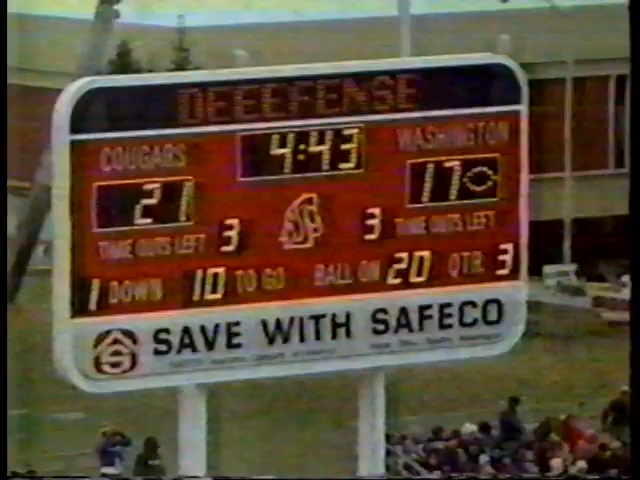 DEEEFENSE
COUGARS 4:43 WASHINGTON
21 17
TIME OUTS LEFT 3 3 TIME OUTS LEFT
1 DOWN 10 TO GO BALL ON 20 QTR. 3
SAVE WITH SAFECO